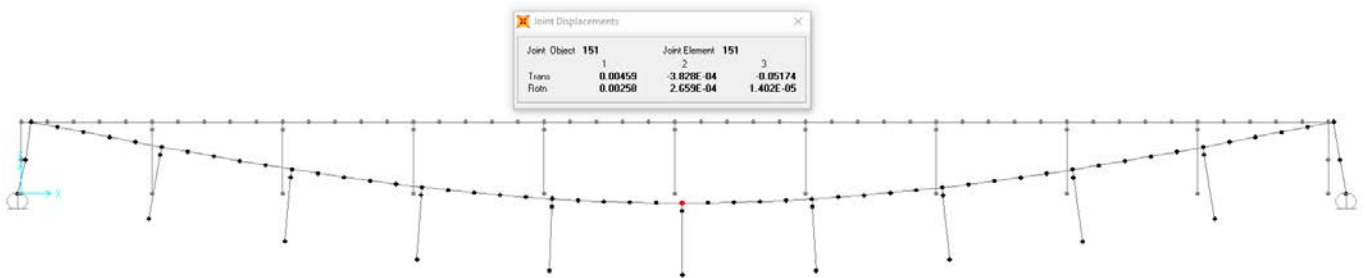 Joint Displacements
Joint Object 151 Joint Element 151
1 2 3
Trans 0.00459 -3.828E-04 -0.05174
Rotn 0.00258 2.659E-04 1.402E-05
X